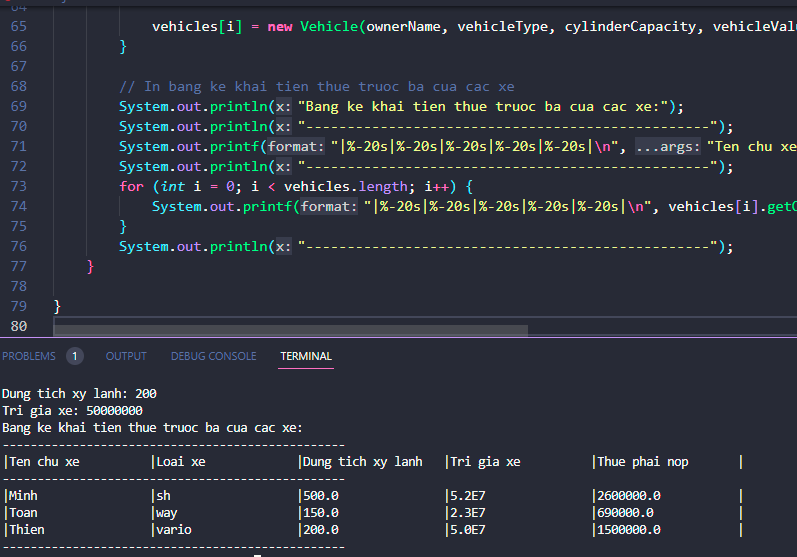 64
65 vehicles[i] = new Vehicle(ownerName, vehicleType, cylinderCapacity, vehicleVal
66 }
67
68 // In bang ke khai tien thue truoc ba cua cac xe
69 System.out.println(x: "Bang ke khai tien thue truoc ba cua cac xe:");
70 System.out.println(x: "---------------------------------------------------");
71 System.out.printf(format: "|%-20s|%-20s|%-20s|%-20s|%-20s|\n", ...args: "Ten chu xe
72 System.out.println(x: "---------------------------------------------------");
73 for (int i = 0; i < vehicles.length; i++) {
74 System.out.printf(format: "|%-20s|%-20s|%-20s|%-20s|%-20s|\n", vehicles[i].get
75 }
76 System.out.println(x: "---------------------------------------------------");
77 }
78
79 }
80
PROBLEMS 1 OUTPUT DEBUG CONSOLE TERMINAL
Dung tich xy lanh: 200
Tri gia xe: 50000000
Bang ke khai tien thue truoc ba cua cac xe:
---------------------------------------------------
|Ten chu xe |Loai xe |Dung tich xy lanh |Tri gia xe |Thue phai nop |
---------------------------------------------------
|Minh |sh |500.0 |5.2E7 |2600000.0 |
|Toan |way |150.0 |2.3E7 |690000.0 |
|Thien |vario |200.0 |5.0E7 |1500000.0 |
---------------------------------------------------